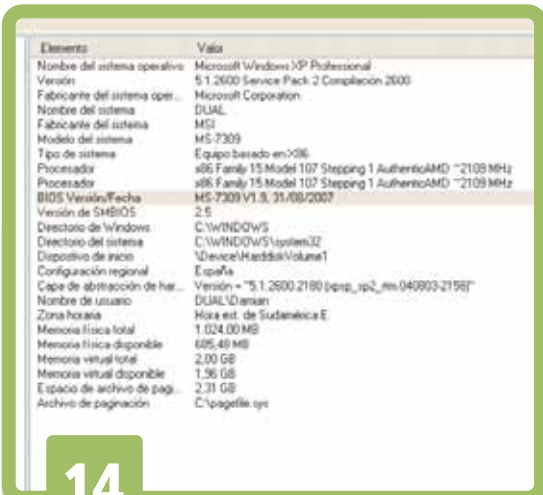 Elemento Valor
Nombre del sistema operativo Microsoft Windows XP Professional
Versión 5.1.2600 Service Pack 2 Compilación 2600
Fabricante del sistema oper... Microsoft Corporation
Nombre del sistema DUAL
Fabricante del sistema MSI
Modelo del sistema MS-7309
Tipo de sistema Equipo basado en X86
Procesador x86 Family 15 Model 107 Stepping 1 AuthenticAMD ~2109 MHz
Procesador x86 Family 15 Model 107 Stepping 1 AuthenticAMD ~2109 MHz
BIOS Versión/Fecha MS-7309 V1.9, 31/08/2007
Versión de SMBIOS 2.5
Directorio de Windows C:\WINDOWS
Directorio del sistema C:\WINDOWS\system32
Dispositivo de inicio \Device\HarddiskVolume1
Configuración regional España
Capa de abstracción de har... Versión = "5.1.2600.2180 (xpsp_sp2_rtm.040803-2158)"
Nombre de usuario DUAL\Damian
Zona horaria Hora est. de Sudamérica E.
Memoria física total 1.024,00 MB
Memoria física disponible 605,48 MB
Memoria virtual total 2,00 GB
Memoria virtual disponible 1,96 GB
Espacio de archivo de pagi... 2,31 GB
Archivo de paginación C:\pagefile.sys
14